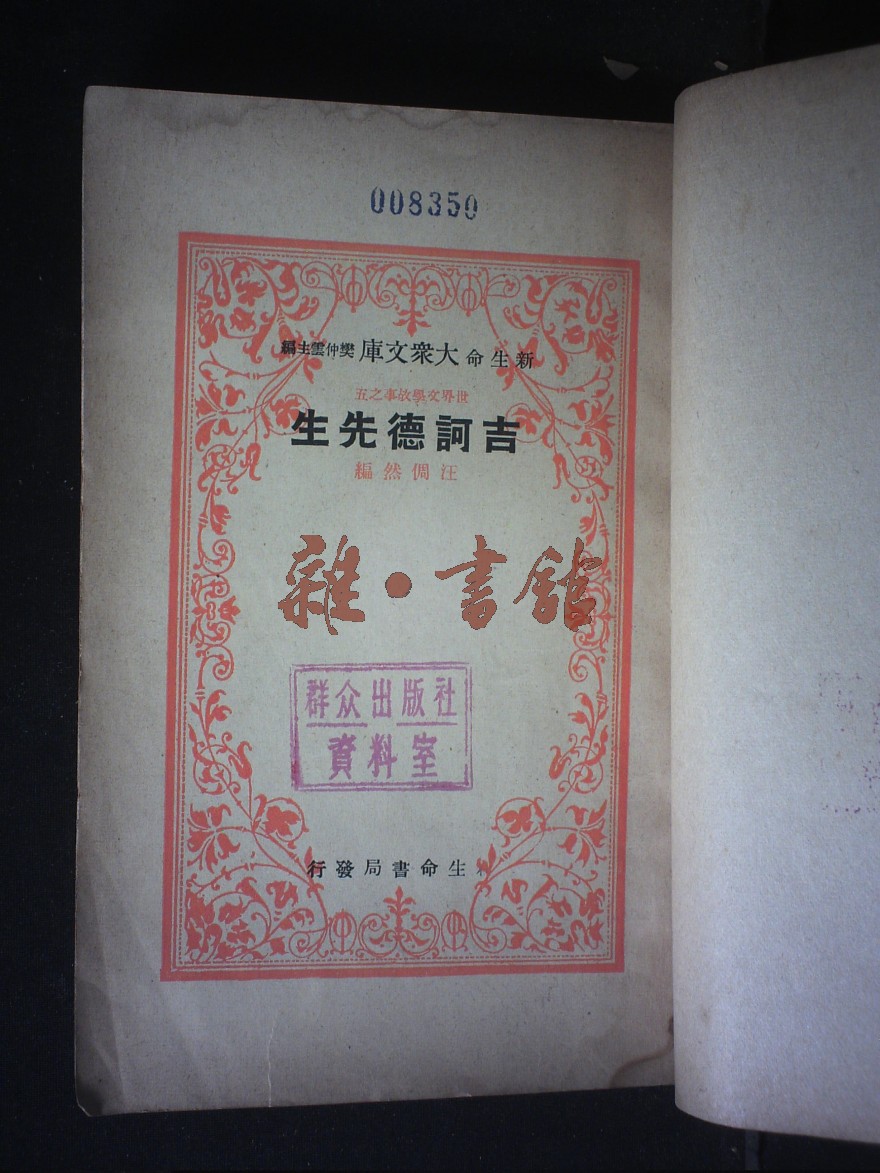 008350
新生命大衆文庫 樊仲雲主編
世界文學故事之五
吉訶德先生
汪倜然編
雜·書館
群众出版社
資料室
生命書局發行